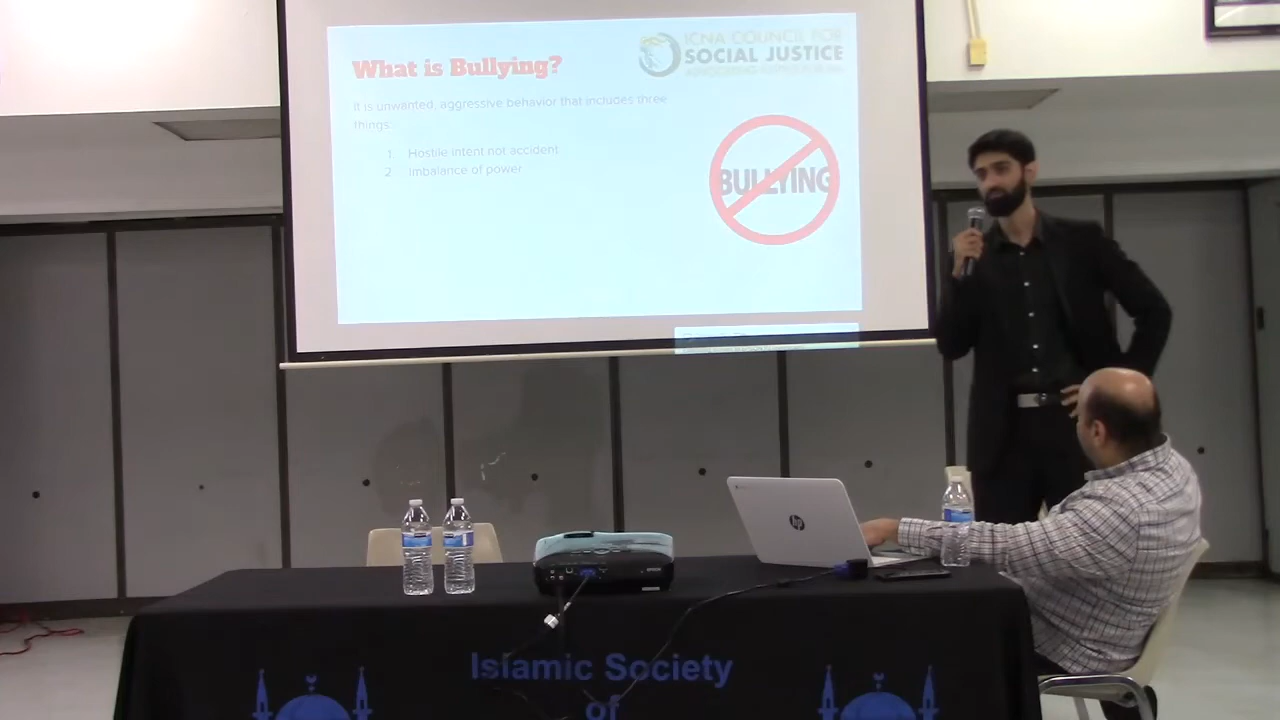 ICNA COUNCIL FOR
SOCIAL JUSTICE
What is Bullying?
It is unwanted, aggressive behavior that includes three
things:
1. Hostile intent not accident
2. Imbalance of power
BULLYING
hp
EPSON
Islamic Society
of